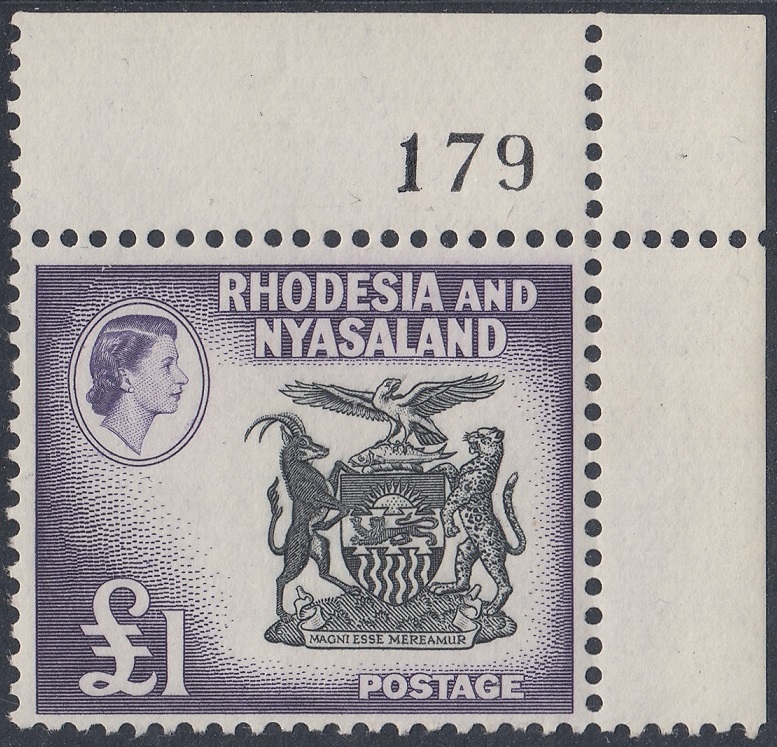 179
RHODESIA AND
NYASALAND
MAGNI ESSE MEREAMUR
£1
POSTAGE